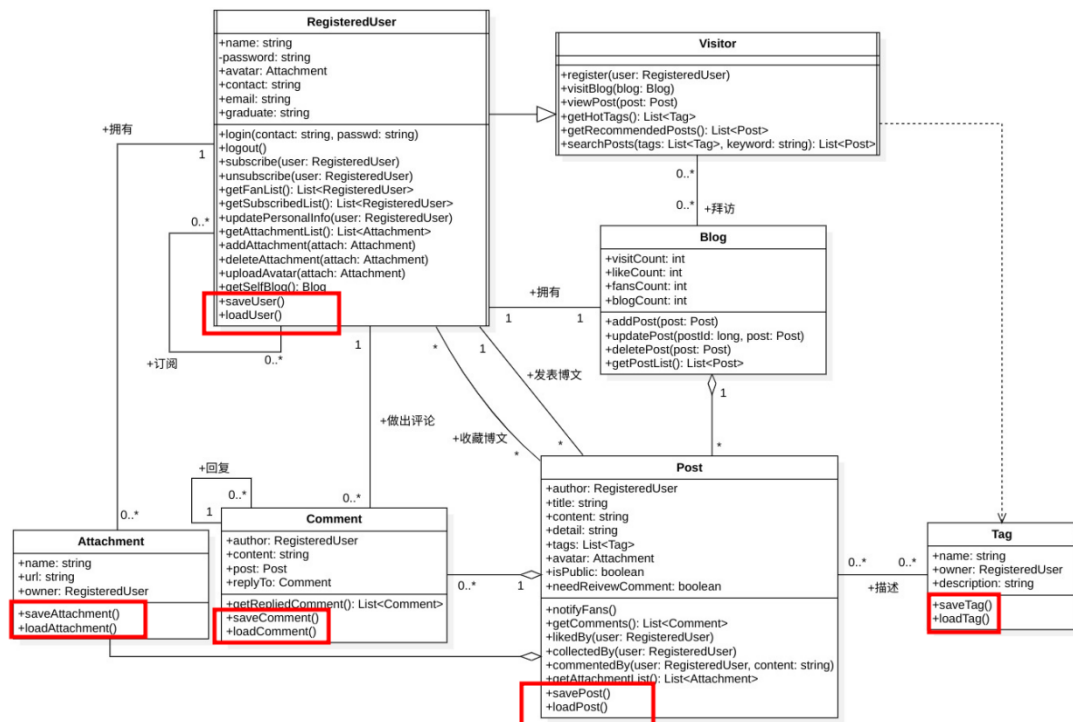 RegisteredUser
+name: string
-password: string
+avatar: Attachment
+contact: string
+email: string
+graduate: string
+login(contact: string, passwd: string)
+logout()
+subscribe(user: RegisteredUser)
+unsubscribe(user: RegisteredUser)
+getFanList(): List<RegisteredUser>
+getSubscribedList(): List<RegisteredUser>
+updatePersonalInfo(user: RegisteredUser)
+getAttachmentList(): List<Attachment>
+addAttachment(attach: Attachment)
+deleteAttachment(attach: Attachment)
+uploadAvatar(attach: Attachment)
+getSelfBlog(): Blog
+saveUser()
+loadUser()
Visitor
+register(user: RegisteredUser)
+visitBlog(blog: Blog)
+viewPost(post: Post)
+getHotTags(): List<Tag>
+getRecommendedPosts(): List<Post>
+searchPosts(tags: List<Tag>, keyword: string): List<Post>
+拥有
1
0..*
0..*
0..*
+订阅
0..*
0..*
+拜访
Blog
+visitCount: int
+likeCount: int
+fansCount: int
+blogCount: int
+addPost(post: Post)
+updatePost(postId: long, post: Post)
+deletePost(post: Post)
+getPostList(): List<Post>
+拥有
1
1
1
*
1
+发表博文
1
+做出评论
+收藏博文
*
*
*
+回复
0..*
1
0..*
Attachment
+name: string
+url: string
+owner: RegisteredUser
+saveAttachment()
+loadAttachment()
Comment
+author: RegisteredUser
+content: string
+post: Post
+replyTo: Comment
+getRepliedComment(): List<Comment>
+saveComment()
+loadComment()
0..*
1
Post
+author: RegisteredUser
+title: string
+content: string
+detail: string
+tags: List<Tag>
+avatar: Attachment
+isPublic: boolean
+needReivewComment: boolean
+notifyFans()
+getComments(): List<Comment>
+likedBy(user: RegisteredUser)
+collectedBy(user: RegisteredUser)
+commentedBy(user: RegisteredUser, content: string)
+getAttachmentList(): List<Attachment>
+savePost()
+loadPost()
0..*
0..*
+描述
Tag
+name: string
+owner: RegisteredUser
+description: string
+saveTag()
+loadTag()